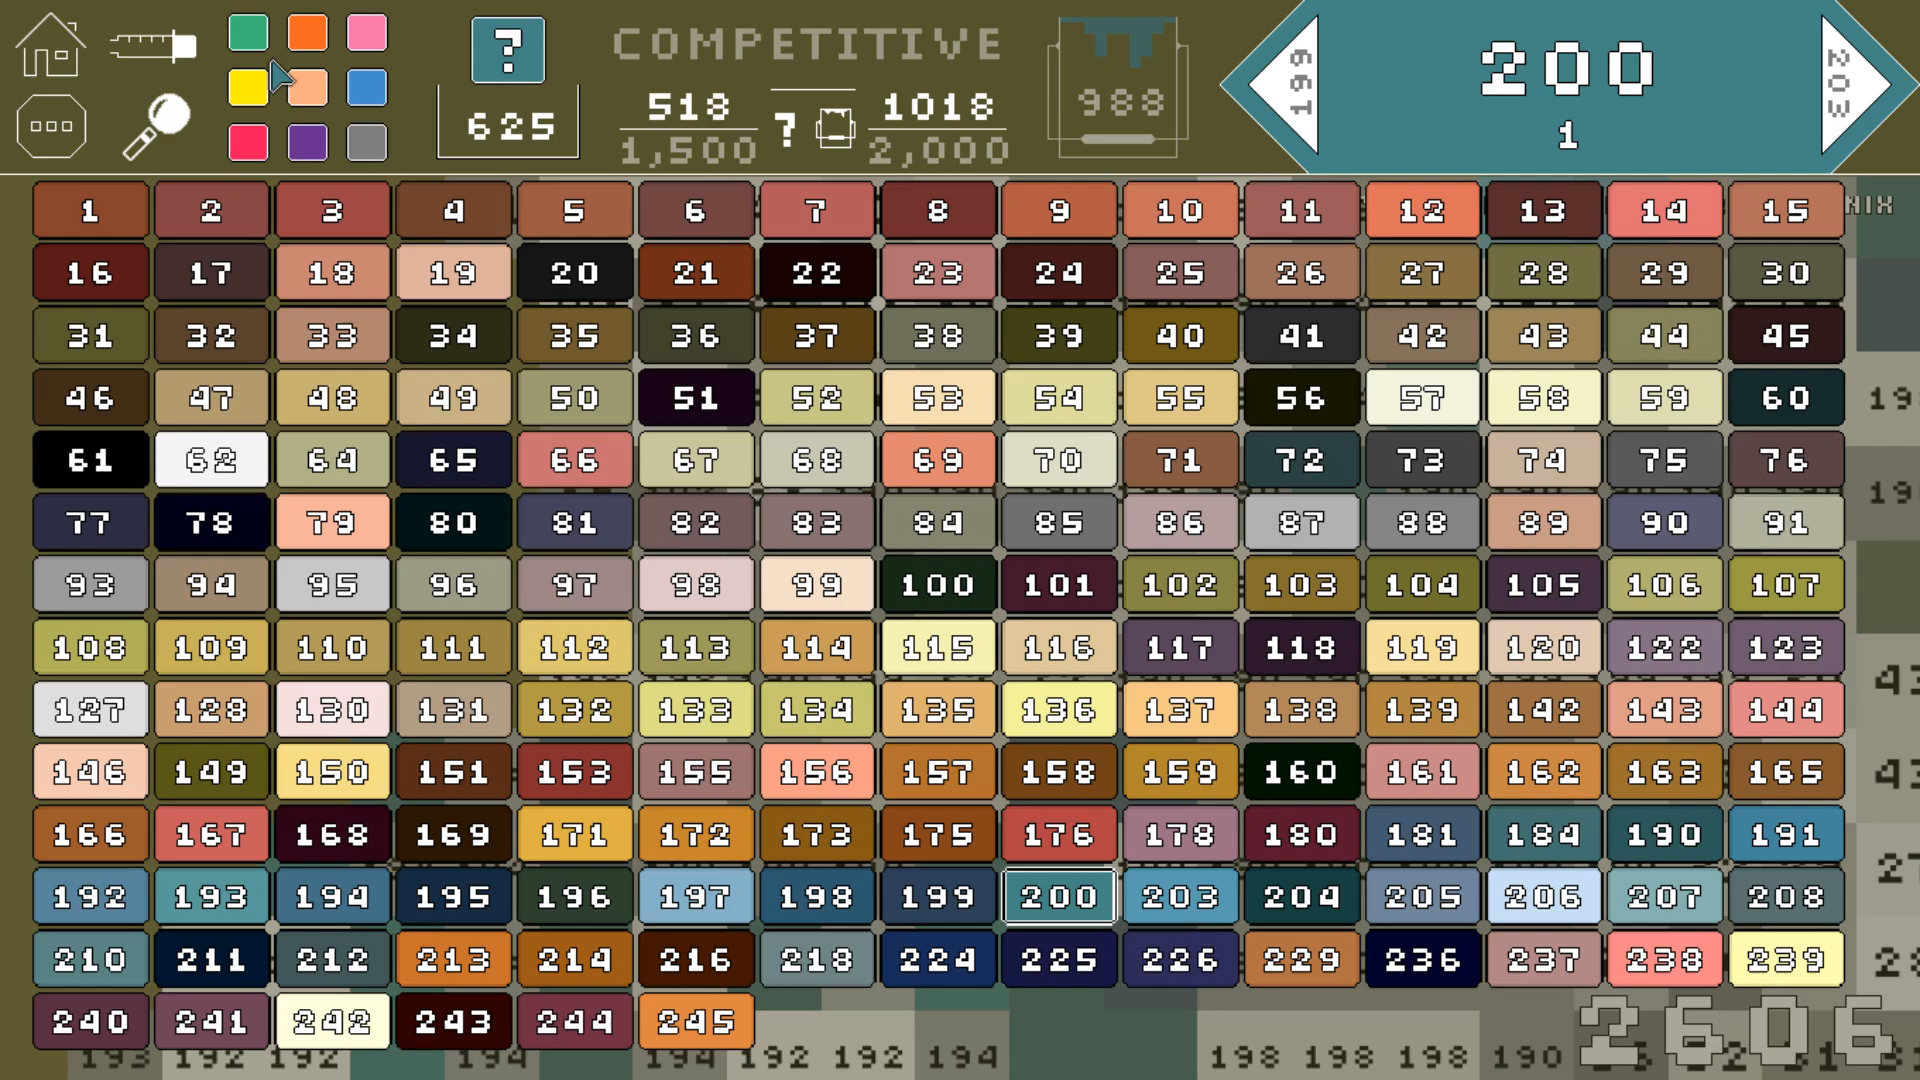 COMPETITIVE
? 625 518 1,500 ? 1018 2,000 988 199 200 1 203
1 2 3 4 5 6 7 8 9 10 11 12 13 14 15 NIX
16 17 18 19 20 21 22 23 24 25 26 27 28 29 30
31 32 33 34 35 36 37 38 39 40 41 42 43 44 45
46 47 48 49 50 51 52 53 54 55 56 57 58 59 60 19
61 62 64 65 66 67 68 69 70 71 72 73 74 75 76
77 78 79 80 81 82 83 84 85 86 87 88 89 90 91 19
93 94 95 96 97 98 99 100 101 102 103 104 105 106 107
108 109 110 111 112 113 114 115 116 117 118 119 120 122 123 43
127 128 130 131 132 133 134 135 136 137 138 139 142 143 144
146 149 150 151 153 155 156 157 158 159 160 161 162 163 165 43
166 167 168 169 171 172 173 175 176 178 180 181 184 190 191 27
192 193 194 195 196 197 198 199 200 203 204 205 206 207 208
210 211 212 213 214 216 218 224 225 226 229 236 237 238 239 28
240 241 242 243 244 245 2606
193 192 192 194 194 192 192 194 198 198 198 190